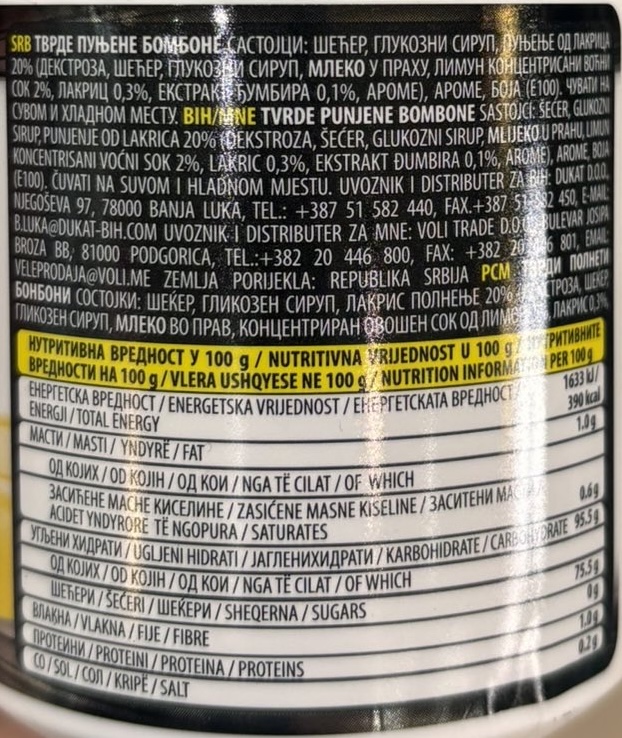 SRB ТВРДЕ ПУЊЕНЕ БОМБОНЕ САСТОЈЦИ: ШЕЋЕР, ГЛУКОЗНИ СИРУП, ПУЊЕЊЕ ОД ЛАКРИЦА
20% (ДЕКСТРОЗА, ШЕЋЕР, ГЛУКОЗНИ СИРУП, МЛЕКО У ПРАХУ, ЛИМУН КОНЦЕНТРИСАНИ ВОЋНИ
СОК 2%, ЛАКРИЦ 0,3%, ЕКСТРАКТ ЂУМБИРА 0,1%, АРОМЕ), АРОМЕ, БОЈА (Е100). ЧУВАТИ НА
СУВОМ И ХЛАДНОМ МЕСТУ. BIH/MNE TVRDE PUNJENE BOMBONE SASTOJCI: ŠEĆER, GLUKOZNI
SIRUP, PUNJENJE OD LAKRICA 20% (DEKSTROZA, ŠEĆER, GLUKOZNI SIRUP, MLIJEKO U PRAHU, LIMUN
KONCENTRISANI VOĆNI SOK 2%, LAKRIC 0,3%, EKSTRAKT ĐUMBIRA 0,1%, AROME), AROME, BOJA
(E100). ČUVATI NA SUVOM I HLADNOM MJESTU. UVOZNIK I DISTRIBUTER ZA BIH: DUKAT D.O.O.
NJEGOŠEVA 97, 78000 BANJA LUKA, TEL.: +387 51 582 440, FAX.+387 51 450, E-MAIL:
B.LUKA@DUKAT-BIH.COM UVOZNIK I DISTRIBUTER ZA MNE: VOLI TRADE D.O.O. BULEVAR JOSIPA
BROZA BB, 81000 PODGORICA, TEL.:+382 20 446 800, FAX: +382 20 801, EMAIL:
VELEPRODAJA@VOLI.ME ZEMLJA PORIJEKLA: REPUBLIKA SRBIJA PCM ТВРДИ ПОЛНЕТИ
БОНБОНИ СОСТОЈКИ: ШЕЌЕР, ГЛИКОЗЕН СИРУП, ЛАКРИС ПОЛНЕЊЕ 20% ШЕЌЕР,
ГЛИКОЗЕН СИРУП, МЛЕКО ВО ПРАВ, КОНЦЕНТРИРАН ОВОШЕН СОК ОД ЛИМОН ЛАКРИС 0,3%,
НУТРИТИВНА ВРЕДНОСТ У 100 g / NUTRITIVNA VRIJEDNOST U 100 g / НУТРИТИВНИТЕ
ВРЕДНОСТИ НА 100 g / VLERA USHQYESE NE 100 g / NUTRITION INFORMATION PER 100 g
ЕНЕРГЕТСКА ВРЕДНОСТ / ENERGETSKA VRIJEDNOST / ЕНЕРГЕТСКАТА ВРЕДНОСТ / 1633 kJ/
ENERGJI / TOTAL ENERGY 390 kcal
МАСТИ / MASTI / YNDYRË / FAT 1.0 g
ОД КОЈИХ / OD KOJIH / ОД КОИ / NGA TË CILAT / OF WHICH
ЗАСИЋЕНЕ МАСНЕ КИСЕЛИНЕ / ZASIĆENE MASNE KISELINE / ЗАСИТЕНИ МАСНИ
ACIDET YNDYRORE TË NGOPURA / SATURATES 0.6 g
УГЉЕНИ ХИДРАТИ / UGLJENI HIDRATI / ЈАГЛЕНИХИДРАТИ / KARBOHIDRATE / CARBOHYDRATE 95.5 g
ОД КОЈИХ / OD KOJIH / ОД КОИ / NGA TË CILAT / OF WHICH
ШЕЋЕРИ / ŠEĆERI / ШЕЌЕРИ / SHEQERNA / SUGARS 75.5 g
ВЛАКНА / VLAKNA / FIJE / FIBRE 0 g
ПРОТЕИНИ / PROTEINI / PROTEINA / PROTEINS 1.0 g
СО / SOL / СОЛ / KRIPË / SALT 0.2 g